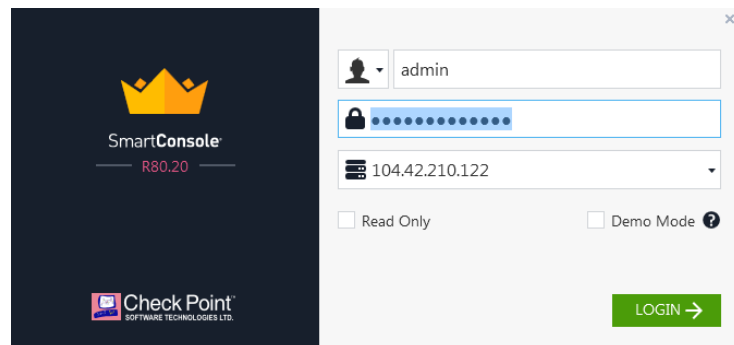 SmartConsole
R80.20
Check Point
SOFTWARE TECHNOLOGIES LTD.
admin
•••••••••••••
104.42.210.122
Read Only
Demo Mode ?
LOGIN →